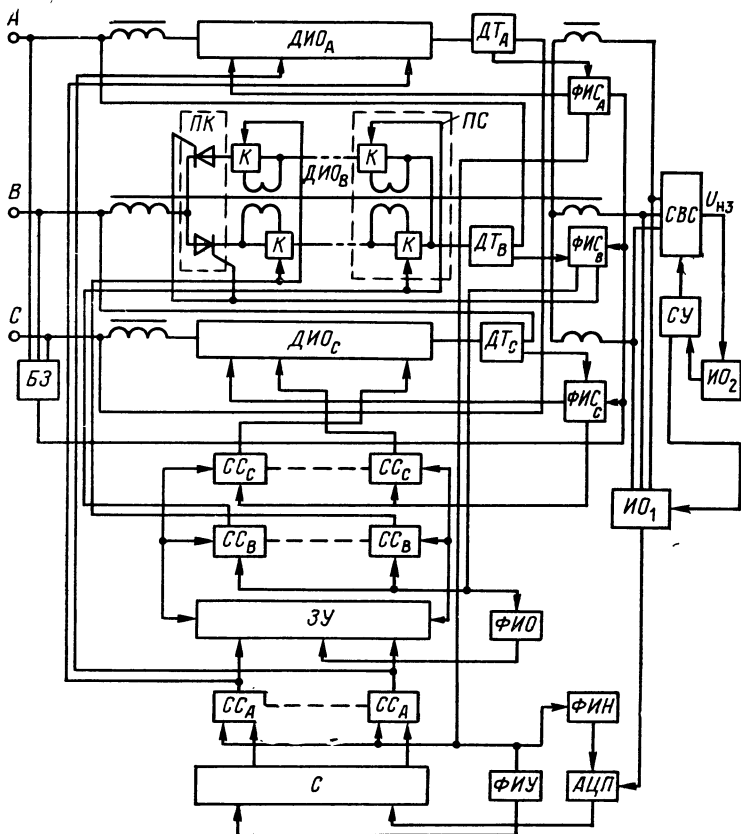 A
ДИО_A
ДТ_A
ФИС_A
ПК
К
К
ПС
ДИО_B
B
СВС
U_нз
К
К
ДТ_B
ФИС_B
C
ДИО_C
ДТ_C
СУ
БЗ
ИО_2
ФИС_C
СС_C
СС_C
ИО_1
СС_B
СС_B
ЗУ
ФИО
СС_A
СС_A
ФИН
С
ФИУ
АЦП